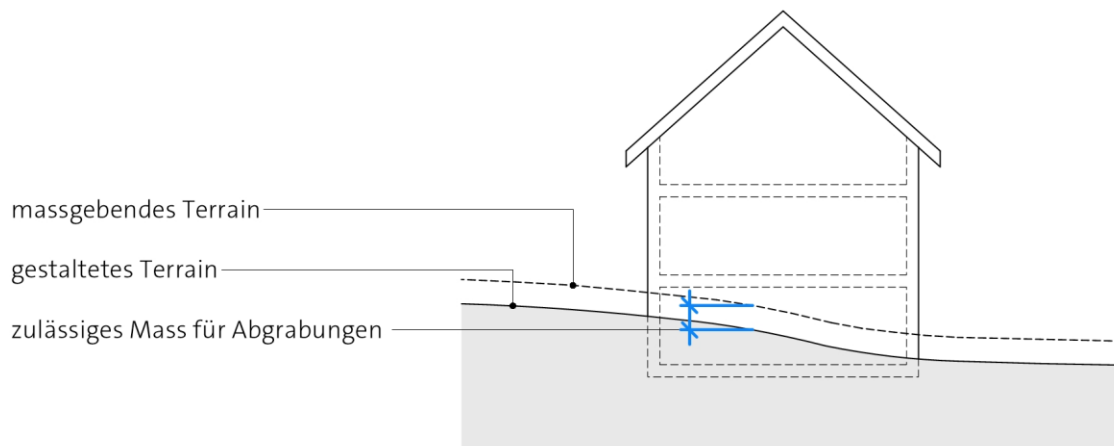 massgebendes Terrain
gestaltetes Terrain
zulässiges Mass für Abgrabungen